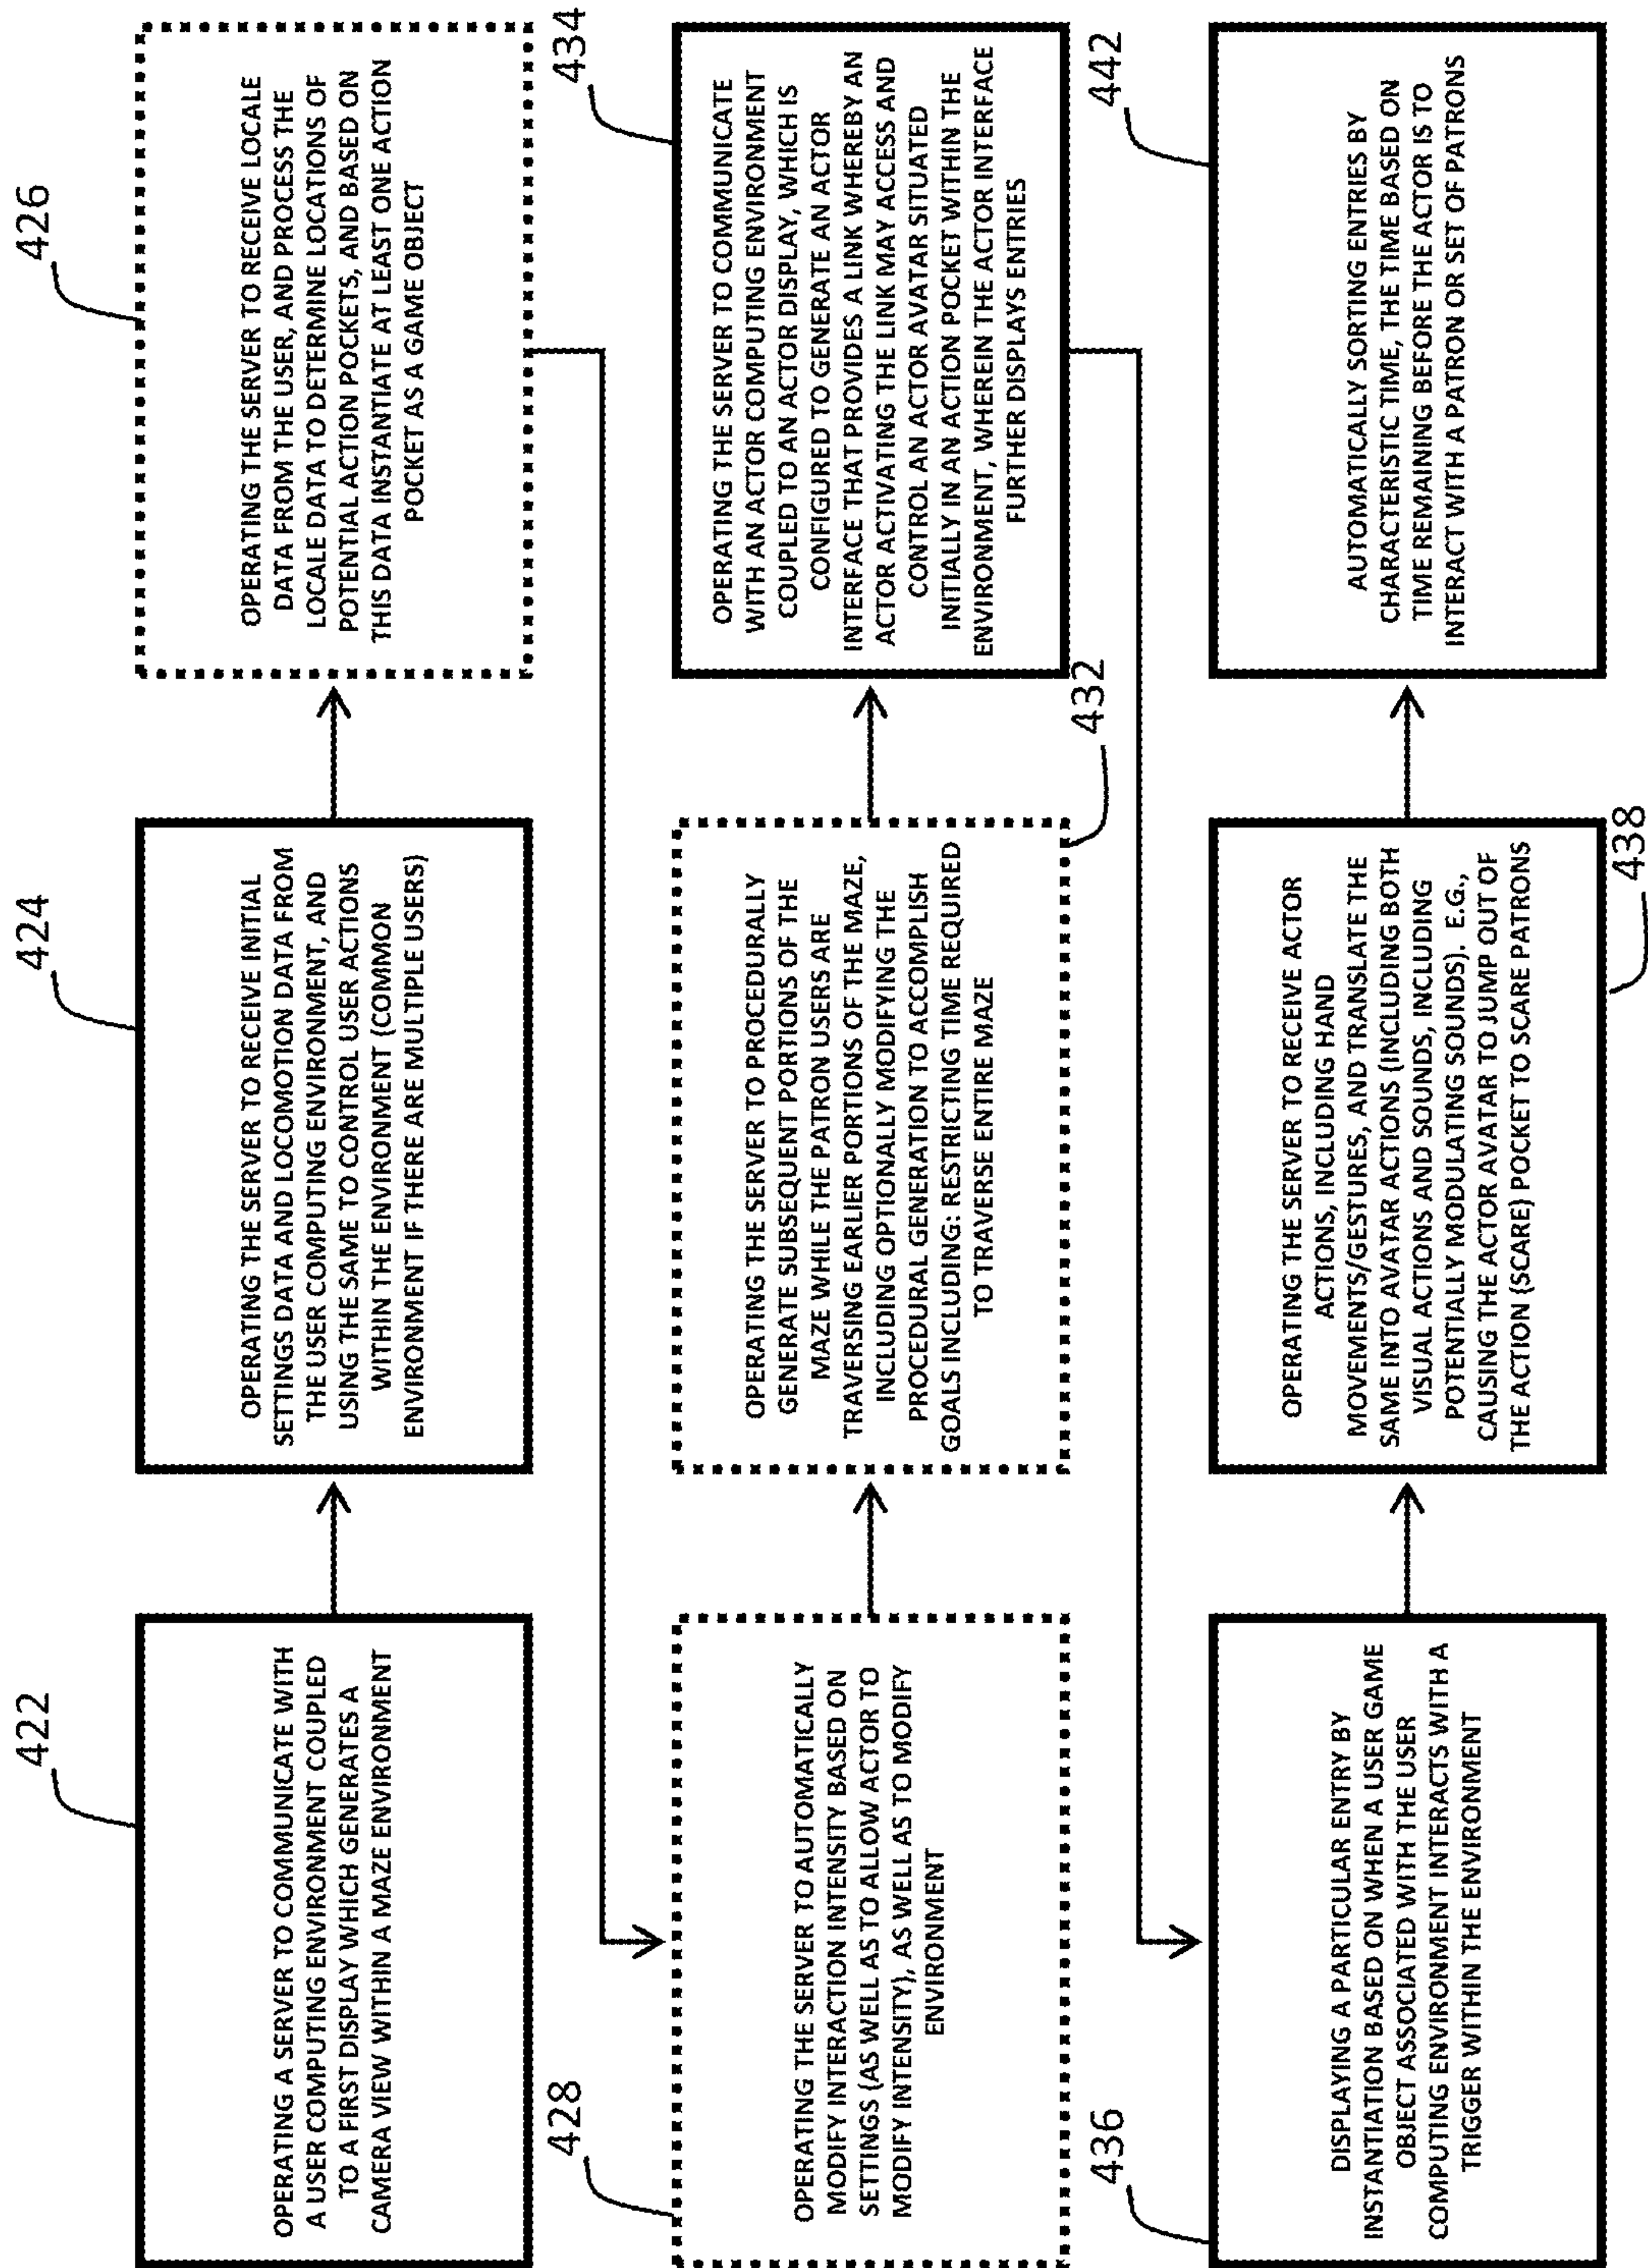 422
OPERATING A SERVER TO COMMUNICATE WITH
A USER COMPUTING ENVIRONMENT COUPLED
TO A FIRST DISPLAY WHICH GENERATES A
CAMERA VIEW WITHIN A MAZE ENVIRONMENT
424
OPERATING THE SERVER TO RECEIVE INITIAL
SETTINGS DATA AND LOCOMOTION DATA FROM
THE USER COMPUTING ENVIRONMENT, AND
USING THE SAME TO CONTROL USER ACTIONS
WITHIN THE ENVIRONMENT (COMMON
ENVIRONMENT IF THERE ARE MULTIPLE USERS)
426
OPERATING THE SERVER TO RECEIVE LOCALE
DATA FROM THE USER, AND PROCESS THE
LOCALE DATA TO DETERMINE LOCATIONS OF
POTENTIAL ACTION POCKETS, AND BASED ON
THIS DATA INSTANTIATE AT LEAST ONE ACTION
POCKET AS A GAME OBJECT
428
OPERATING THE SERVER TO AUTOMATICALLY
MODIFY INTERACTION INTENSITY BASED ON
SETTINGS (AS WELL AS TO ALLOW ACTOR TO
MODIFY INTENSITY), AS WELL AS TO MODIFY
ENVIRONMENT
OPERATING THE SERVER TO PROCEDURALLY
GENERATE SUBSEQUENT PORTIONS OF THE
MAZE WHILE THE PATRON USERS ARE
TRAVERSING EARLIER PORTIONS OF THE MAZE,
INCLUDING OPTIONALLY MODIFYING THE
PROCEDURAL GENERATION TO ACCOMPLISH
GOALS INCLUDING: RESTRICTING TIME REQUIRED
TO TRAVERSE ENTIRE MAZE
432
434
OPERATING THE SERVER TO COMMUNICATE
WITH AN ACTOR COMPUTING ENVIRONMENT
COUPLED TO AN ACTOR DISPLAY, WHICH IS
CONFIGURED TO GENERATE AN ACTOR
INTERFACE THAT PROVIDES A LINK WHEREBY AN
ACTOR ACTIVATING THE LINK MAY ACCESS AND
CONTROL AN ACTOR AVATAR SITUATED
INITIALLY IN AN ACTION POCKET WITHIN THE
ENVIRONMENT, WHEREIN THE ACTOR INTERFACE
FURTHER DISPLAYS ENTRIES
436
DISPLAYING A PARTICULAR ENTRY BY
INSTANTIATION BASED ON WHEN A USER GAME
OBJECT ASSOCIATED WITH THE USER
COMPUTING ENVIRONMENT INTERACTS WITH A
TRIGGER WITHIN THE ENVIRONMENT
OPERATING THE SERVER TO RECEIVE ACTOR
ACTIONS, INCLUDING HAND
MOVEMENTS/GESTURES, AND TRANSLATE THE
SAME INTO AVATAR ACTIONS (INCLUDING BOTH
VISUAL ACTIONS AND SOUNDS, INCLUDING
POTENTIALLY MODULATING SOUNDS). E.G.,
CAUSING THE ACTOR AVATAR TO JUMP OUT OF
THE ACTION (SCARE) POCKET TO SCARE PATRONS
438
442
AUTOMATICALLY SORTING ENTRIES BY
CHARACTERISTIC TIME, THE TIME BASED ON
TIME REMAINING BEFORE THE ACTOR IS TO
INTERACT WITH A PATRON OR SET OF PATRONS